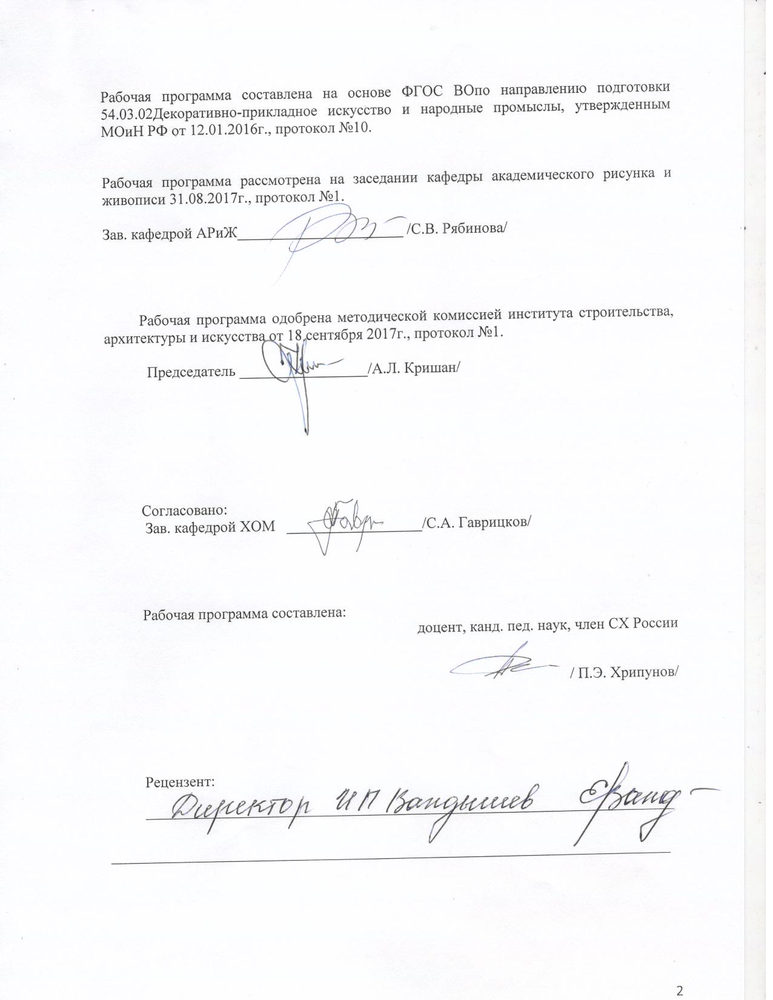 Рабочая программа составлена на основе ФГОС ВОпо направлению подготовки
54.03.02Декоративно-прикладное искусство и народные промыслы, утвержденным
МОиН РФ от 12.01.2016г., протокол №10.
Рабочая программа рассмотрена на заседании кафедры академического рисунка и
живописи 31.08.2017г., протокол №1.
Зав. кафедрой АРиЖ____________________ /С.В. Рябинова/
Рабочая программа одобрена методической комиссией института строительства,
архитектуры и искусства от 18 сентября 2017г., протокол №1.
Председатель ________________/А.Л. Кришан/
Согласовано:
Зав. кафедрой ХОМ ________________/С.А. Гаврицков/
Рабочая программа составлена:
доцент, канд. пед. наук, член СХ России
/ П.Э. Хрипунов/
Рецензент:
Директор ИП Вандышев
2